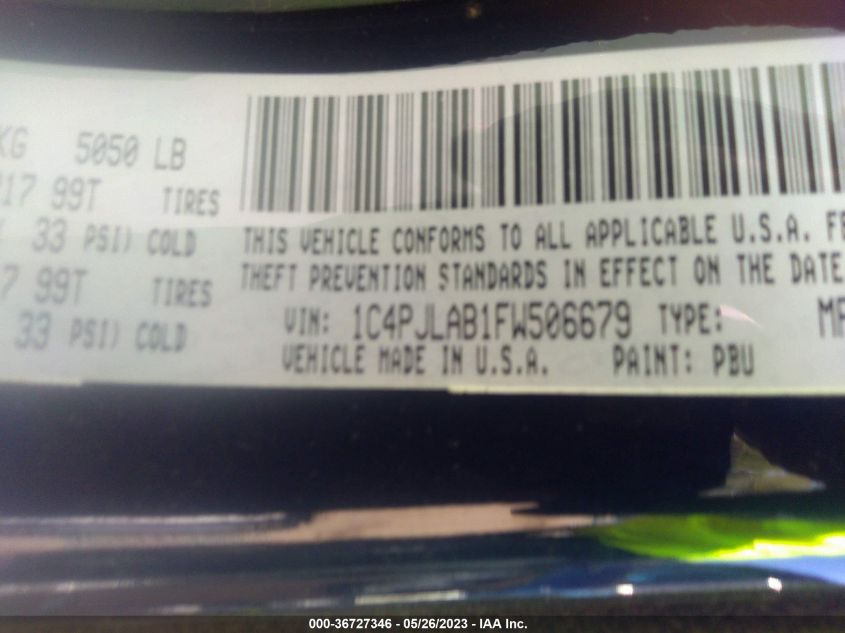 KG 5050 LB
17 99T TIRES
33 PSI) COLD
7 99T TIRES
33 PSI) COLD
THIS VEHICLE CONFORMS TO ALL APPLICABLE U.S.A. FE
THEFT PREVENTION STANDARDS IN EFFECT ON THE DATE
VIN: 1C4PJLAB1FW506679 TYPE: MP
VEHICLE MADE IN U.S.A. PAINT: PBU
000-36727346 - 05/26/2023 - IAA Inc.